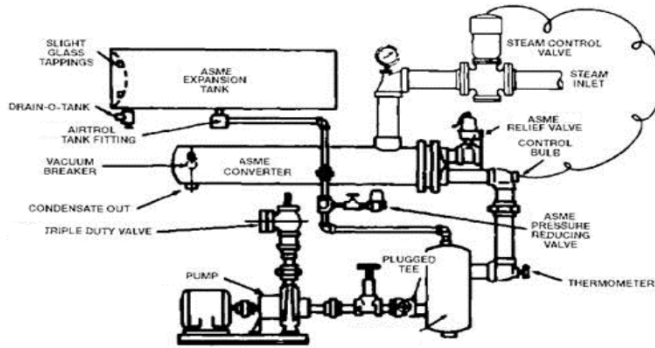 SLIGHT
GLASS
TAPPINGS
ASME
EXPANSION
TANK
STEAM CONTROL
VALVE
STEAM
INLET
DRAIN-O-TANK
AIRTROL
TANK FITTING
ASME
RELIEF VALVE
CONTROL
BULB
VACUUM
BREAKER
ASME
CONVERTER
CONDENSATE OUT
TRIPLE DUTY VALVE
ASME
PRESSURE
REDUCING
VALVE
PLUGGED
TEE
PUMP
THERMOMETER